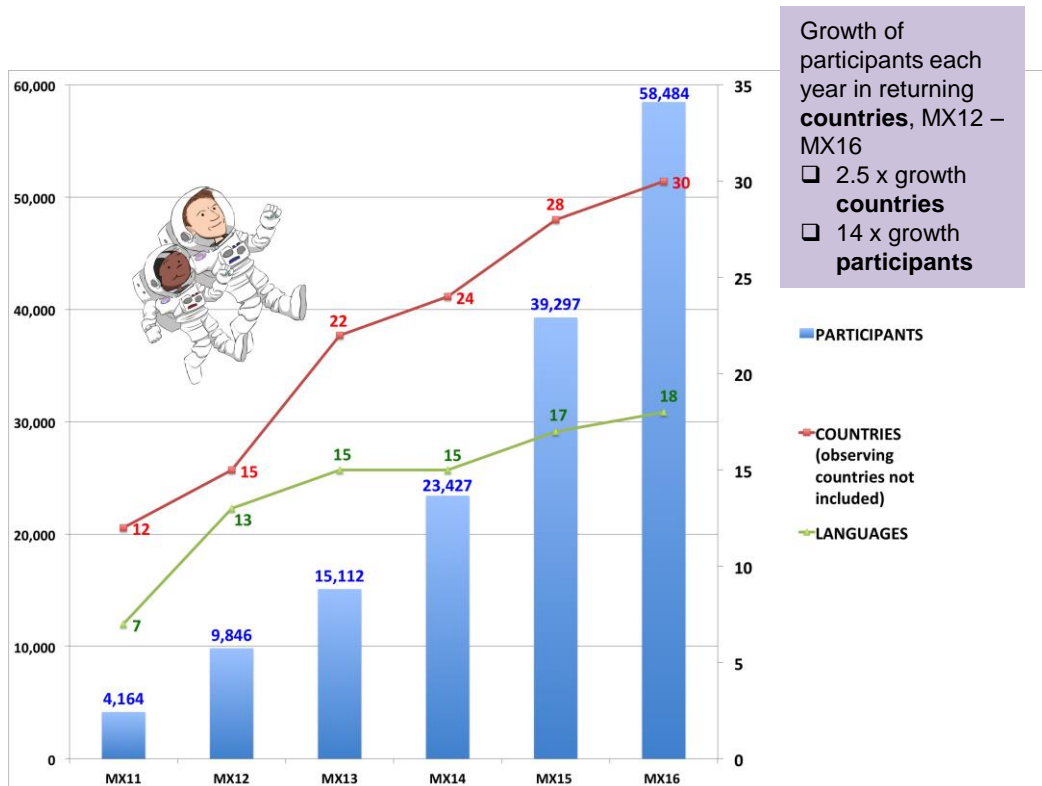 Growth of
participants each
year in returning
countries, MX12 –
MX16
❑ 2.5 x growth
countries
❑ 14 x growth
participants
60,000
50,000
40,000
30,000
20,000
10,000
0
35
30
25
20
15
10
5
0
4,164
9,846
15,112
23,427
39,297
58,484
12
15
22
24
28
30
7
13
15
15
17
18
MX11
MX12
MX13
MX14
MX15
MX16
PARTICIPANTS
COUNTRIES
(observing
countries not
included)
LANGUAGES